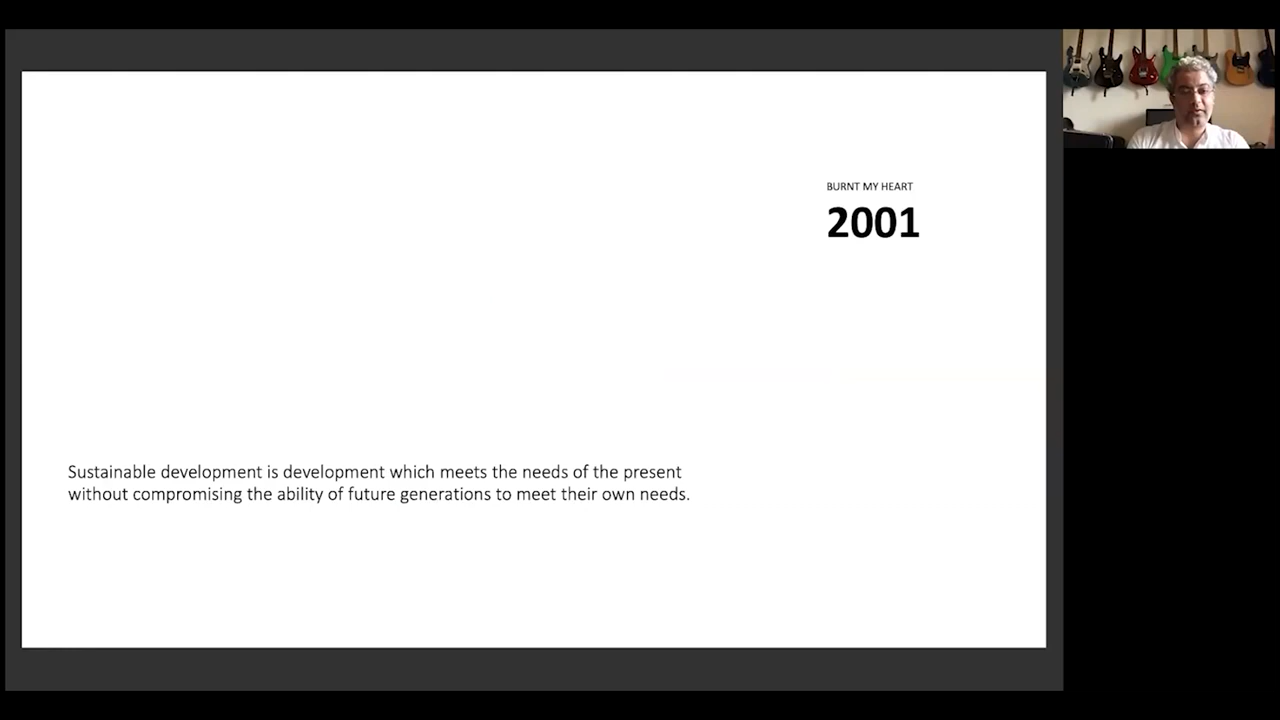 BURNT MY HEART
2001
Sustainable development is development which meets the needs of the present
without compromising the ability of future generations to meet their own needs.